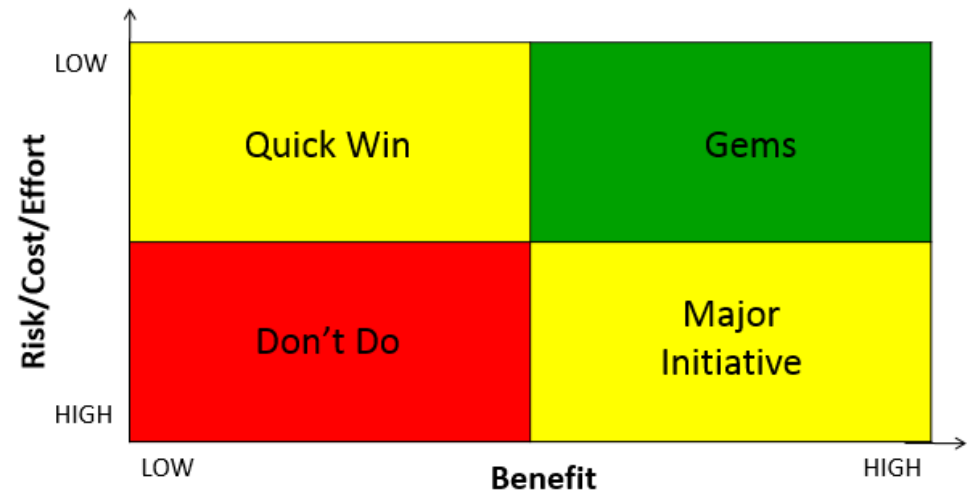 LOW
Quick Win
Gems
Risk/Cost/Effort
Don’t Do
Major
Initiative
HIGH
LOW
Benefit
HIGH